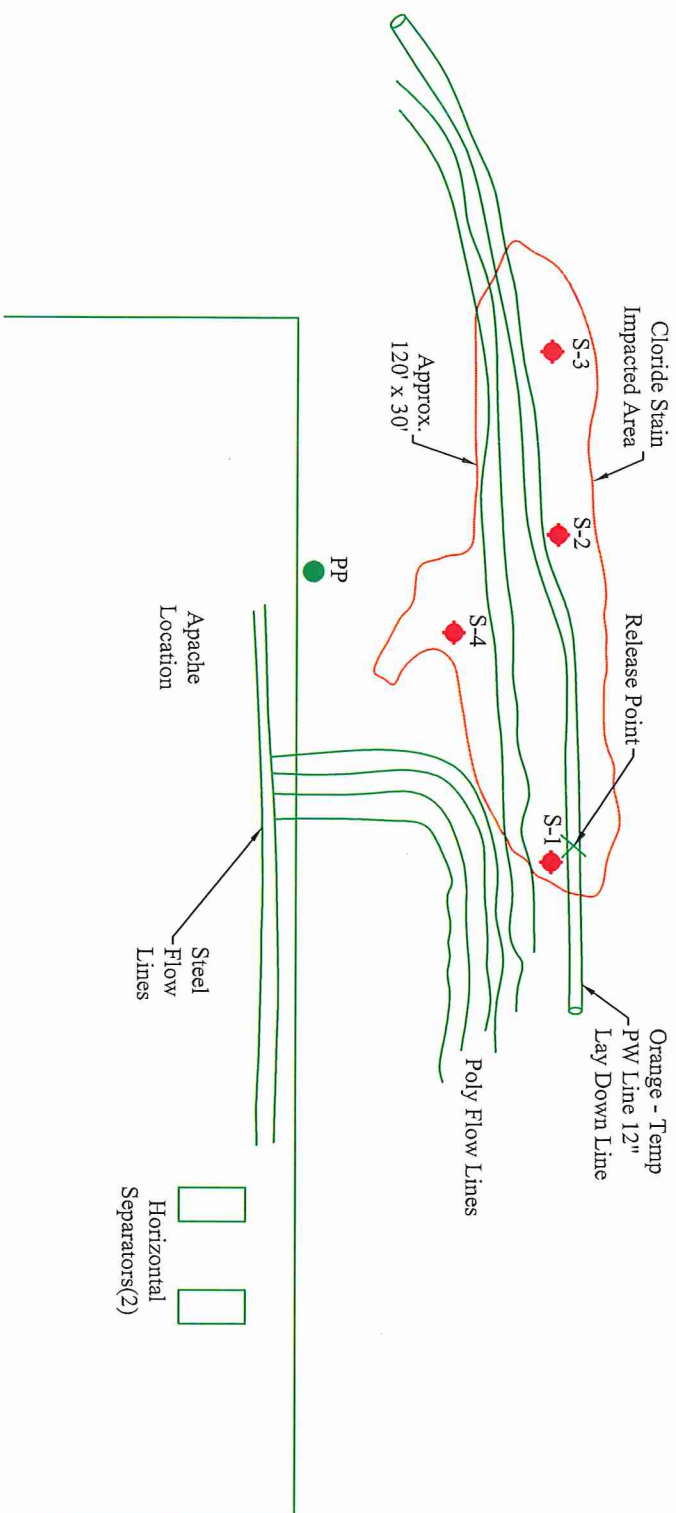 Cloride Stain
Impacted Area
Release Point
Orange - Temp
PW Line 12"
Lay Down Line
S-3
S-2
S-1
S-4
Approx.
120' x 30'
Poly Flow Lines
PP
Apache
Location
Steel
Flow
Lines
Horizontal
Separators(2)